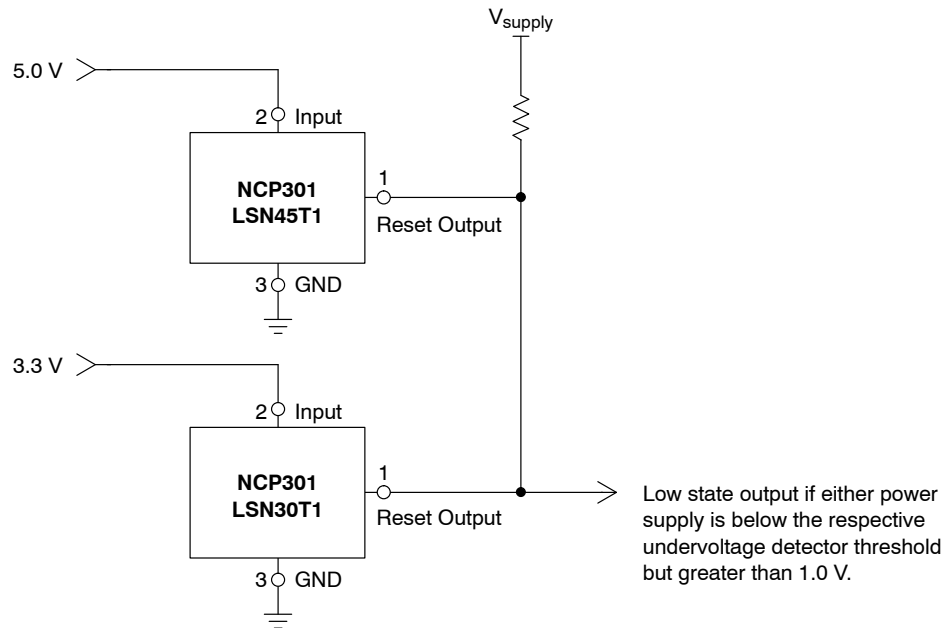 Vsupply
5.0 V
2 Input
NCP301
LSN45T1
1
Reset Output
3 GND
3.3 V
2 Input
NCP301
LSN30T1
1
Reset Output
3 GND
Low state output if either power
supply is below the respective
undervoltage detector threshold
but greater than 1.0 V.